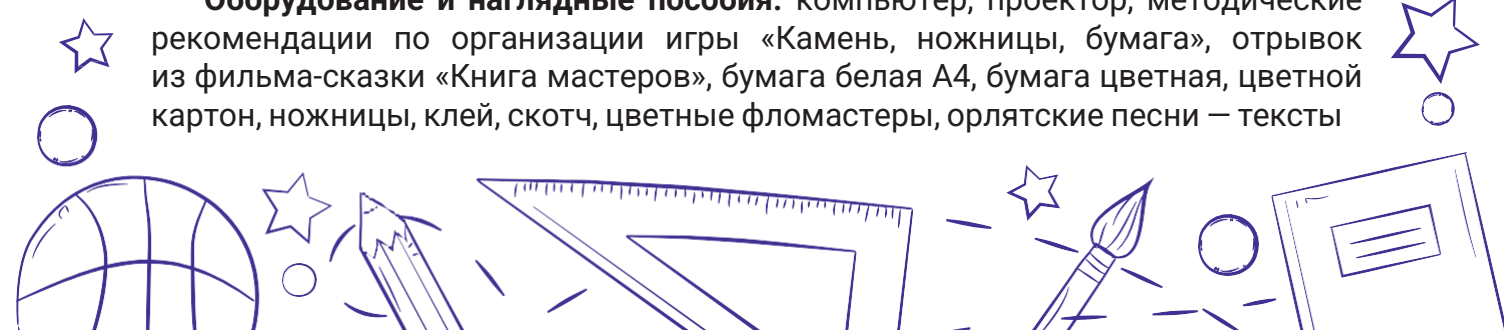 Оборудование и наглядные пособия: компьютер, проектор, методические
рекомендации по организации игры «Камень, ножницы, бумага», отрывок
из фильма-сказки «Книга мастеров», бумага белая А4, бумага цветная, цветной
картон, ножницы, клей, скотч, цветные фломастеры, орлятские песни — тексты